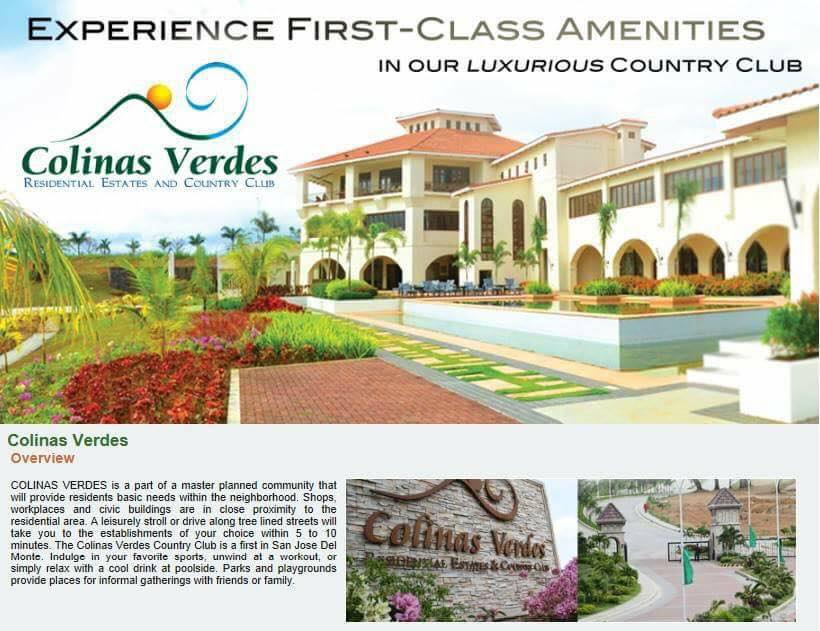 EXPERIENCE FIRST-CLASS AMENITIES
IN OUR LUXURIOUS COUNTRY CLUB
Colinas Verdes
RESIDENTIAL ESTATES AND COUNTRY CLUB
Colinas Verdes
Overview
COLINAS VERDES is a part of a master planned community that
will provide residents basic needs within the neighborhood. Shops,
workplaces and civic buildings are in close proximity to the
residential area. A leisurely stroll or drive along tree lined streets will
take you to the establishments of your choice within 5 to 10
minutes. The Colinas Verdes Country Club is a first in San Jose Del
Monte. Indulge in your favorite sports, unwind at a workout, or
simply relax with a cool drink at poolside. Parks and playgrounds
provide places for informal gatherings with friends or family.
Colinas Verdes
RESIDENTIAL ESTATES & COUNTRY CLUB